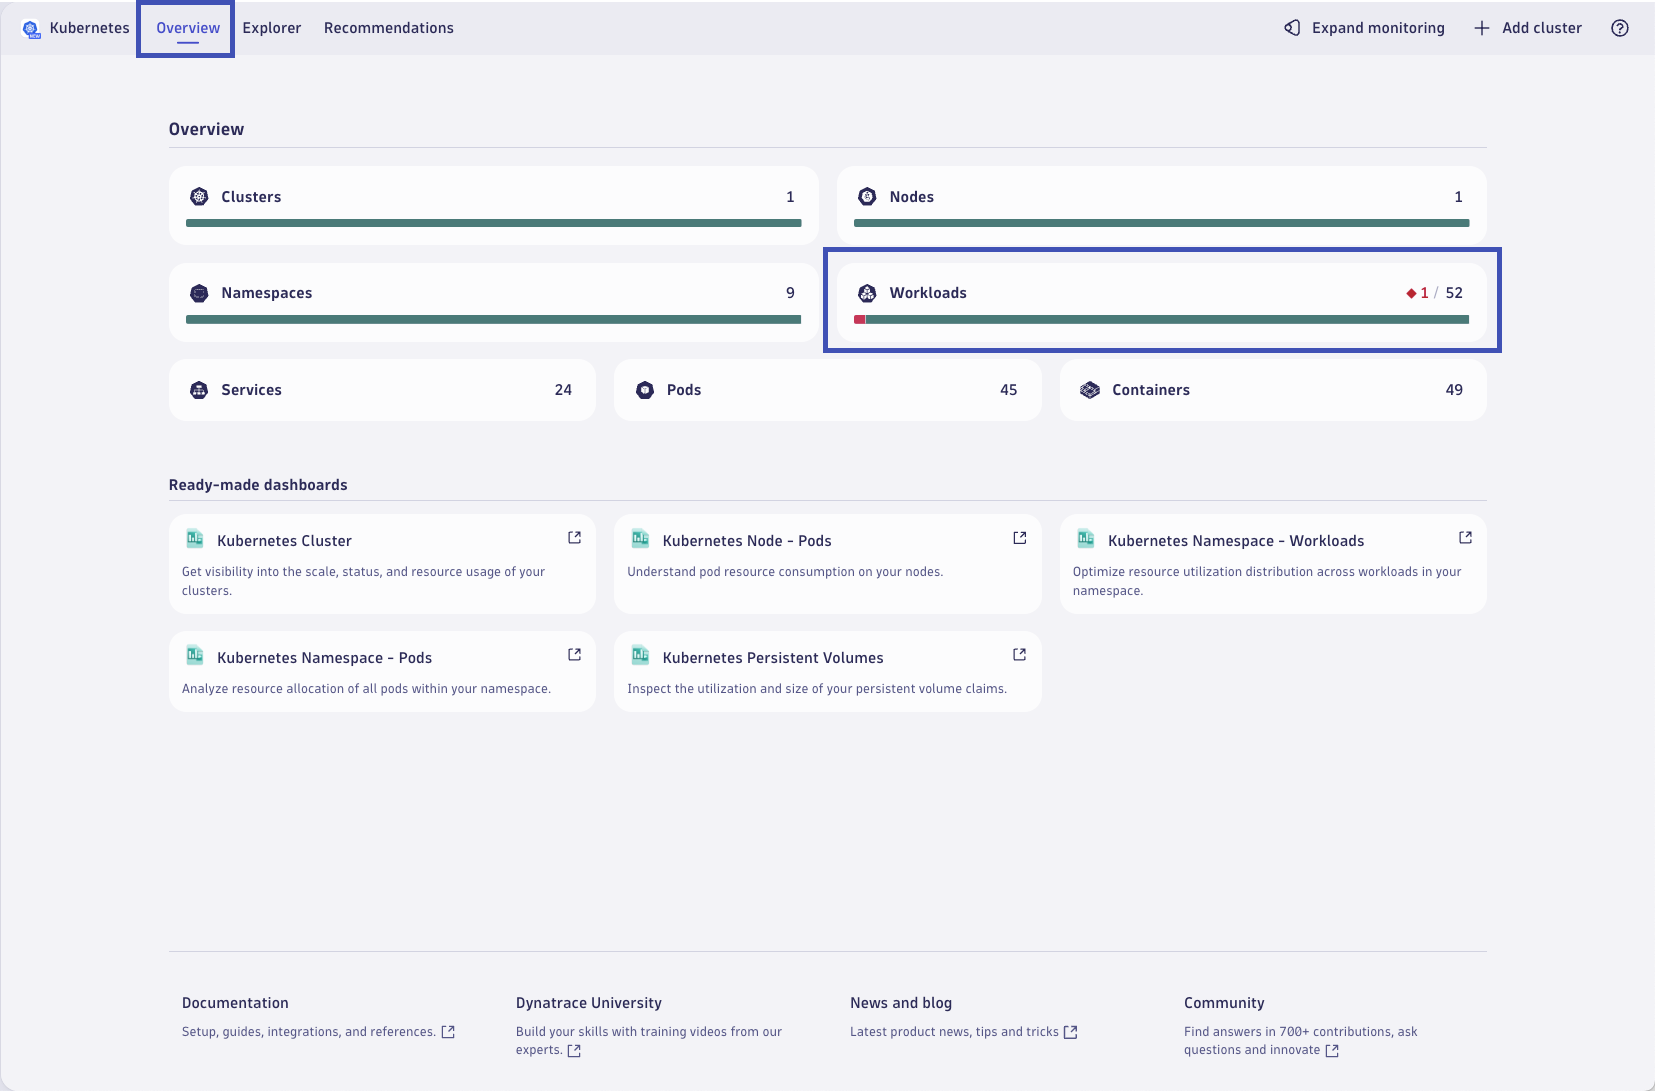 Kubernetes Overview Explorer Recommendations Expand monitoring Add cluster
Overview
Clusters 1
Nodes 1
Namespaces 9
Workloads 1 / 52
Services 24
Pods 45
Containers 49
Ready-made dashboards
Kubernetes Cluster
Get visibility into the scale, status, and resource usage of your
clusters.
Kubernetes Node - Pods
Understand pod resource consumption on your nodes.
Kubernetes Namespace - Workloads
Optimize resource utilization distribution across workloads in your
namespace.
Kubernetes Namespace - Pods
Analyze resource allocation of all pods within your namespace.
Kubernetes Persistent Volumes
Inspect the utilization and size of your persistent volume claims.
Documentation
Setup, guides, integrations, and references.
Dynatrace University
Build your skills with training videos from our
experts.
News and blog
Latest product news, tips and tricks
Community
Find answers in 700+ contributions, ask
questions and innovate